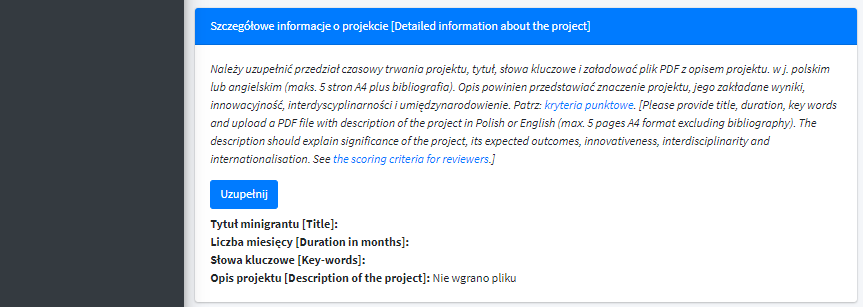 Szczegółowe informacje o projekcie [Detailed information about the project]
Należy uzupełnić przedział czasowy trwania projektu, tytuł, słowa kluczowe i załadować plik PDF z opisem projektu. w j. polskim
lub angielskim (maks. 5 stron A4 plus bibliografia). Opis powinien przedstawiać znaczenie projektu, jego zakładane wyniki,
innowacyjność, interdyscyplinarności i umiędzynarodowienie. Patrz: kryteria punktowe. [Please provide title, duration, key words
and upload a PDF file with description of the project in Polish or English (max. 5 pages A4 format excluding bibliography). The
description should explain significance of the project, its expected outcomes, innovativeness, interdisciplinarity and
internationalisation. See the scoring criteria for reviewers.]
Uzupełnij
Tytuł minigrantu [Title]:
Liczba miesięcy [Duration in months]:
Słowa kluczowe [Key-words]:
Opis projektu [Description of the project]: Nie wgrano pliku